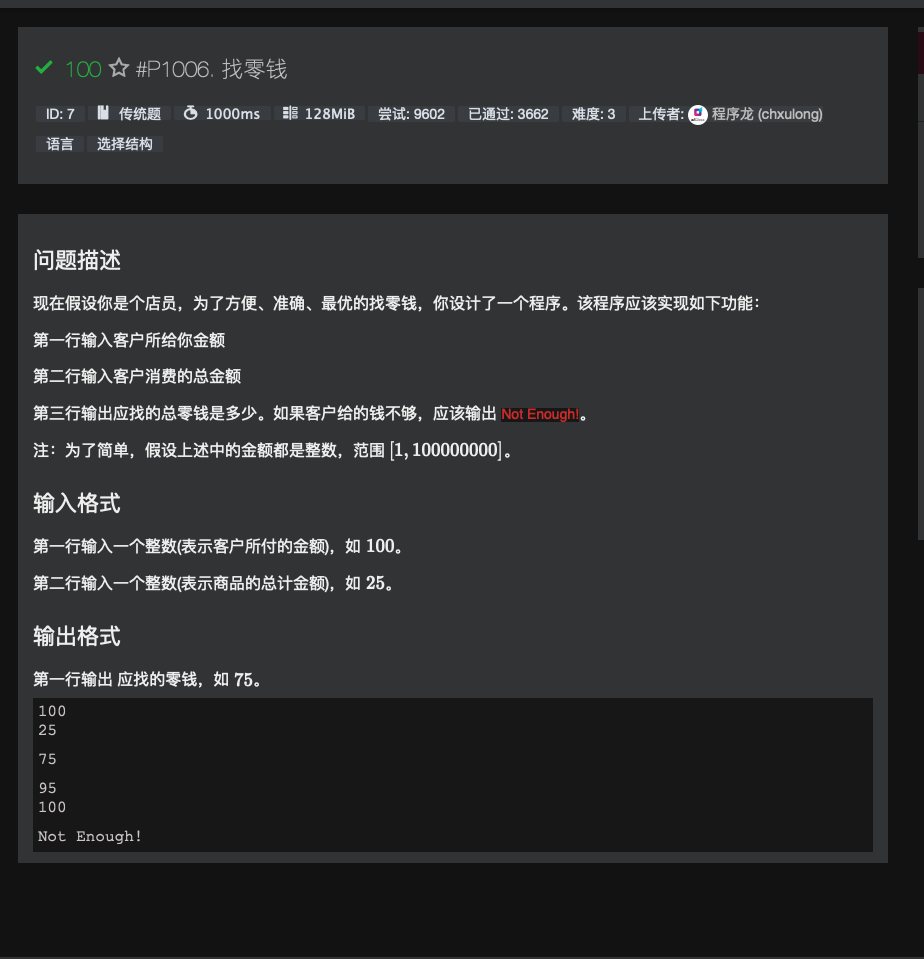 100 #P1006. 找零钱
ID: 7 传统题 1000ms 128MiB 尝试: 9602 已通过: 3662 难度: 3 上传者: 程序龙 (chxulong)
语言 选择结构
问题描述
现在假设你是个店员，为了方便、准确、最优的找零钱，你设计了一个程序。该程序应该实现如下功能：
第一行输入客户所给你金额
第二行输入客户消费的总金额
第三行输出应找的总零钱是多少。如果客户给的钱不够，应该输出 Not Enough!。
注：为了简单，假设上述中的金额都是整数，范围 [1, 100000000]。
输入格式
第一行输入一个整数(表示客户所付的金额)，如 100。
第二行输入一个整数(表示商品的总计金额)，如 25。
输出格式
第一行输出 应找的零钱，如 75。
100
25
75
95
100
Not Enough!